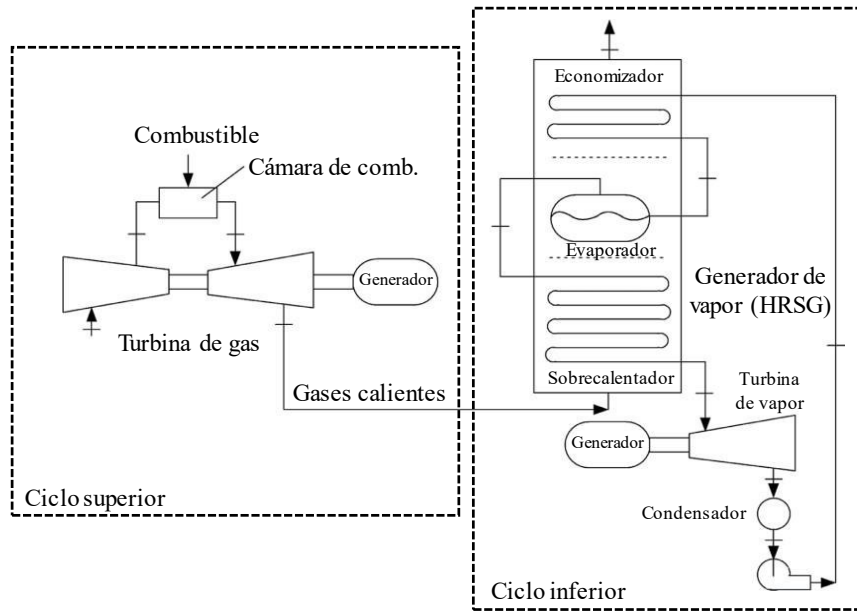 Combustible
Cámara de comb.
Generador
Turbina de gas
Gases calientes
Ciclo superior
Economizador
Evaporador
Generador de
vapor (HRSG)
Sobrecalentador
Turbina
de vapor
Generador
Condensador
Ciclo inferior